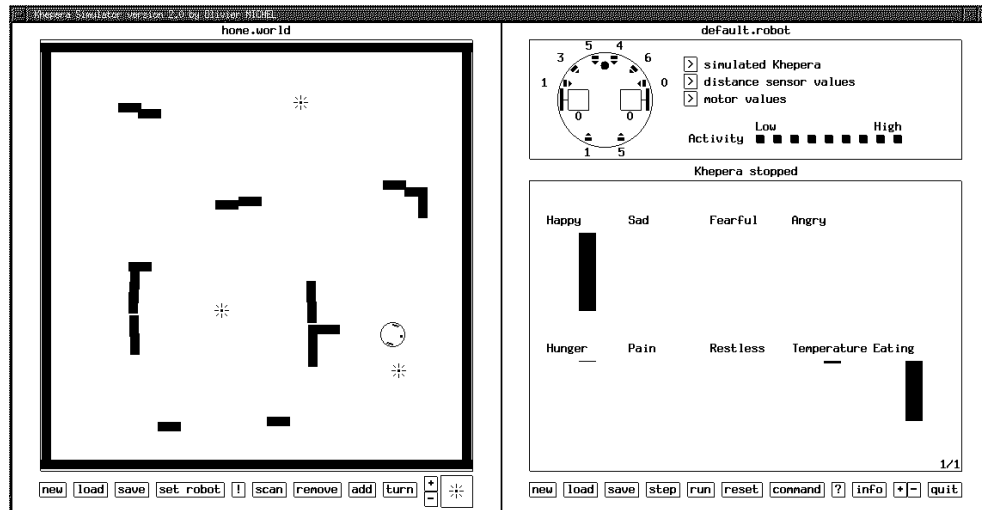 Khepera Simulator version 2.0 by Olivier MICHEL
home.world
default.robot
5 4
3 6
1 0
0 0
1 5
> simulated Khepera
> distance sensor values
> motor values
Low High
Activity
Khepera stopped
Happy Sad Fearful Angry
Hunger Pain Restless Temperature Eating
1/1
new load save set robot ! scan remove add turn + -
new load save step run reset command ? info + - quit